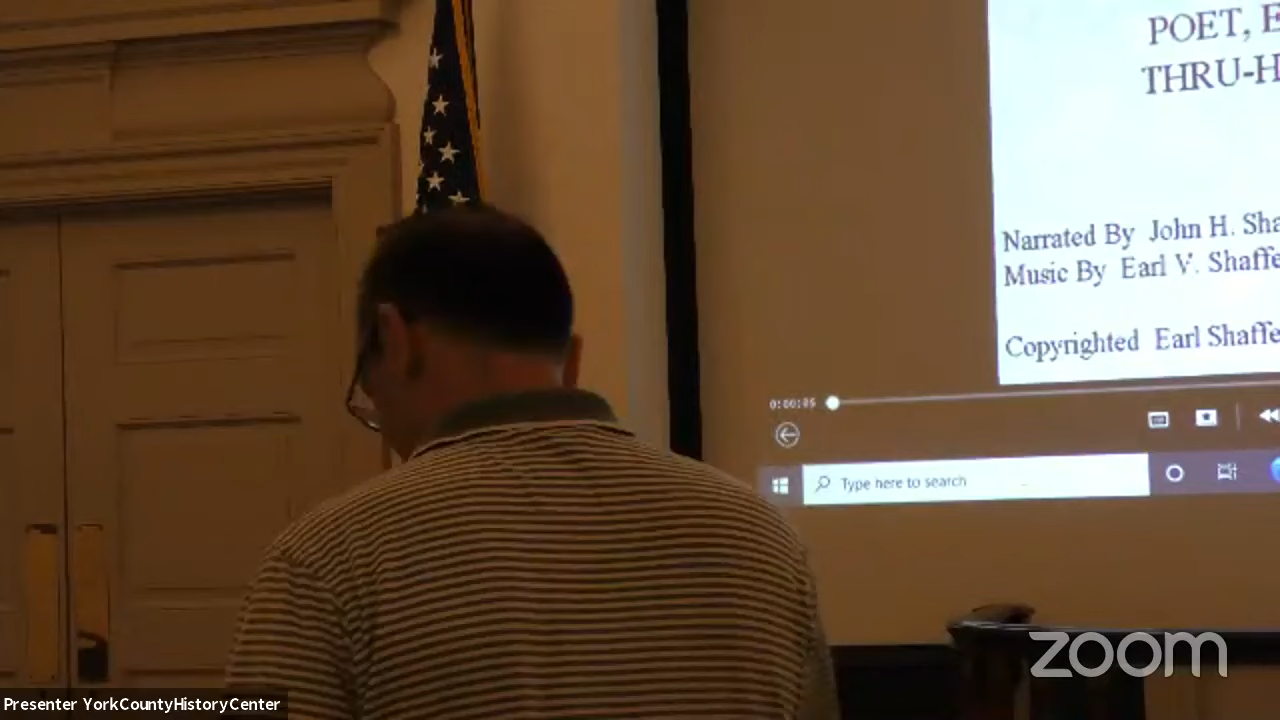 POET, E
THRU-H
Narrated By John H. Sha
Music By Earl V. Shaffe
Copyrighted Earl Shaffe
0:00:05
Type here to search
zoom
Presenter YorkCountyHistoryCenter